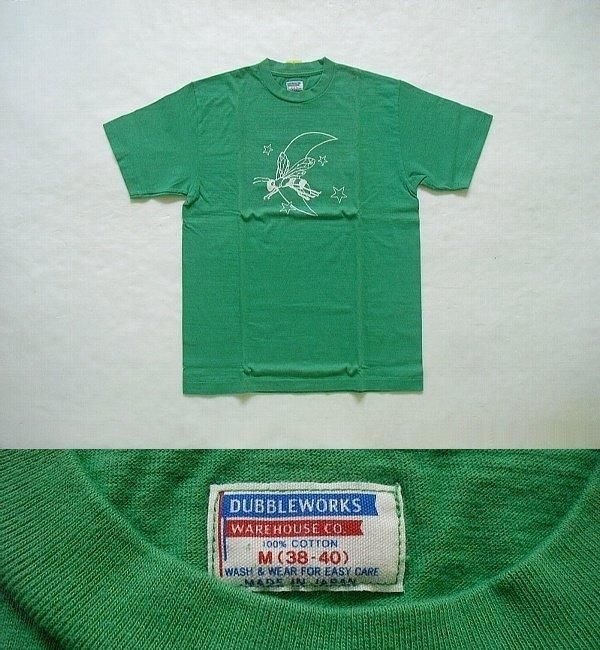 DUBBLEWORKS
WAREHOUSE CO.
100% COTTON
M (38-40)
WASH & WEAR FOR EASY CARE
MADE IN JAPAN